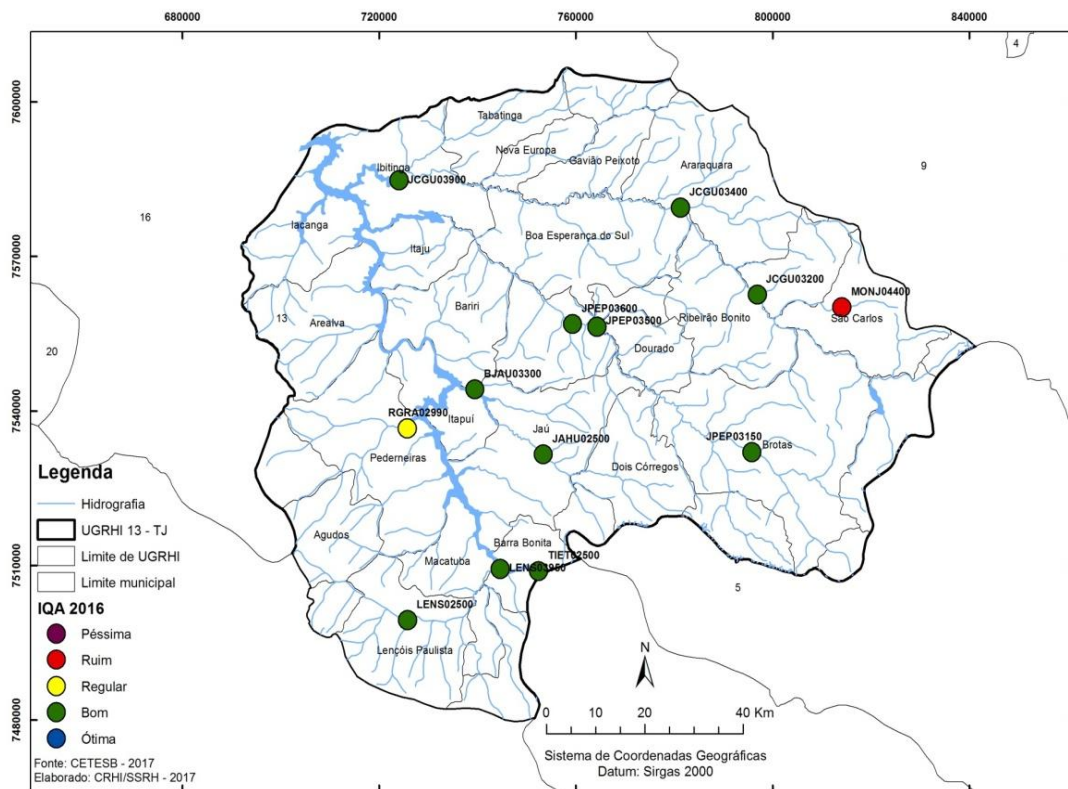 680000 720000 760000 800000 840000
4
7600000
Tabatinga
Nova Europa
Gavião Peixoto
Araraquara
9
Ibitinga
JCGU03900
JCGU03400
16
Iacanga
Itaju
Boa Esperança do Sul
7570000
JCGU03200
MONJ04400
13
Arealva
Bariri
JPEP03600
JPEP03500
Ribeirão Bonito
São Carlos
20
Dourado
BJAU03300
7540000
RGRA02990
Itapuí
Jaú
JAHU02500
JPEP03150
Brotas
Pederneiras
Dois Córregos
Legenda
Hidrografia
UGRHI 13 - TJ
Limite de UGRHI
Limite municipal
Agudos
Macatuba
Barra Bonita
TIET02500
LENS03950
7510000
5
LENS02500
Lençóis Paulista
IQA 2016
Péssima
Ruim
Regular
Bom
Ótima
7480000
N
0 10 20 40 Km
Sistema de Coordenadas Geográficas
Datum: Sirgas 2000
Fonte: CETESB - 2017
Elaborado: CRHI/SSRH - 2017